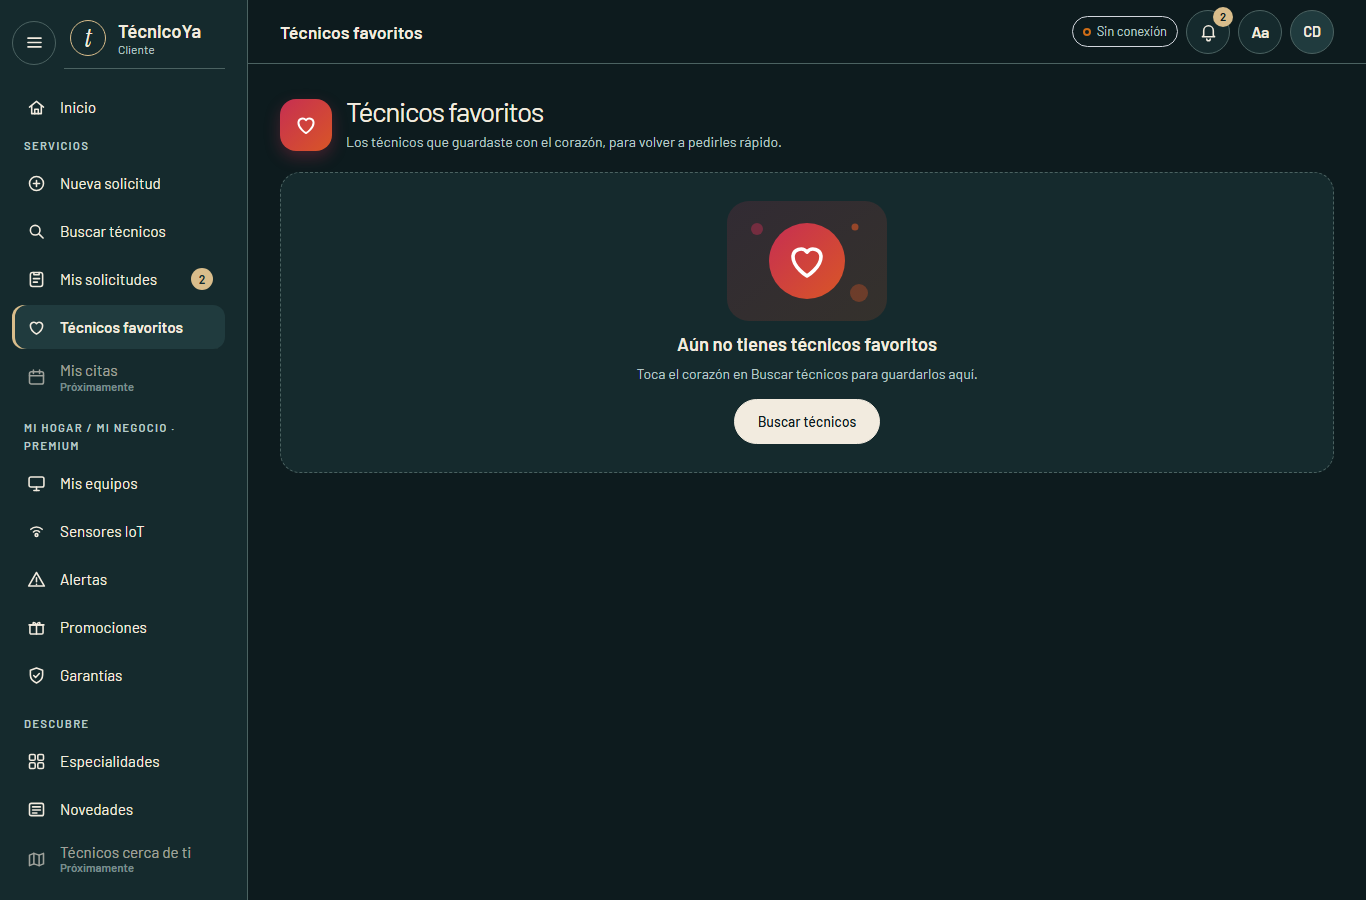 t
TécnicoYa
Cliente
Inicio
SERVICIOS
Nueva solicitud
Buscar técnicos
Mis solicitudes
2
Técnicos favoritos
Mis citas
Próximamente
MI HOGAR / MI NEGOCIO ·
PREMIUM
Mis equipos
Sensores IoT
Alertas
Promociones
Garantías
DESCUBRE
Especialidades
Novedades
Técnicos cerca de ti
Próximamente
Técnicos favoritos
Sin conexión
2
Aa
CD
Técnicos favoritos
Los técnicos que guardaste con el corazón, para volver a pedirles rápido.
Aún no tienes técnicos favoritos
Toca el corazón en Buscar técnicos para guardarlos aquí.
Buscar técnicos